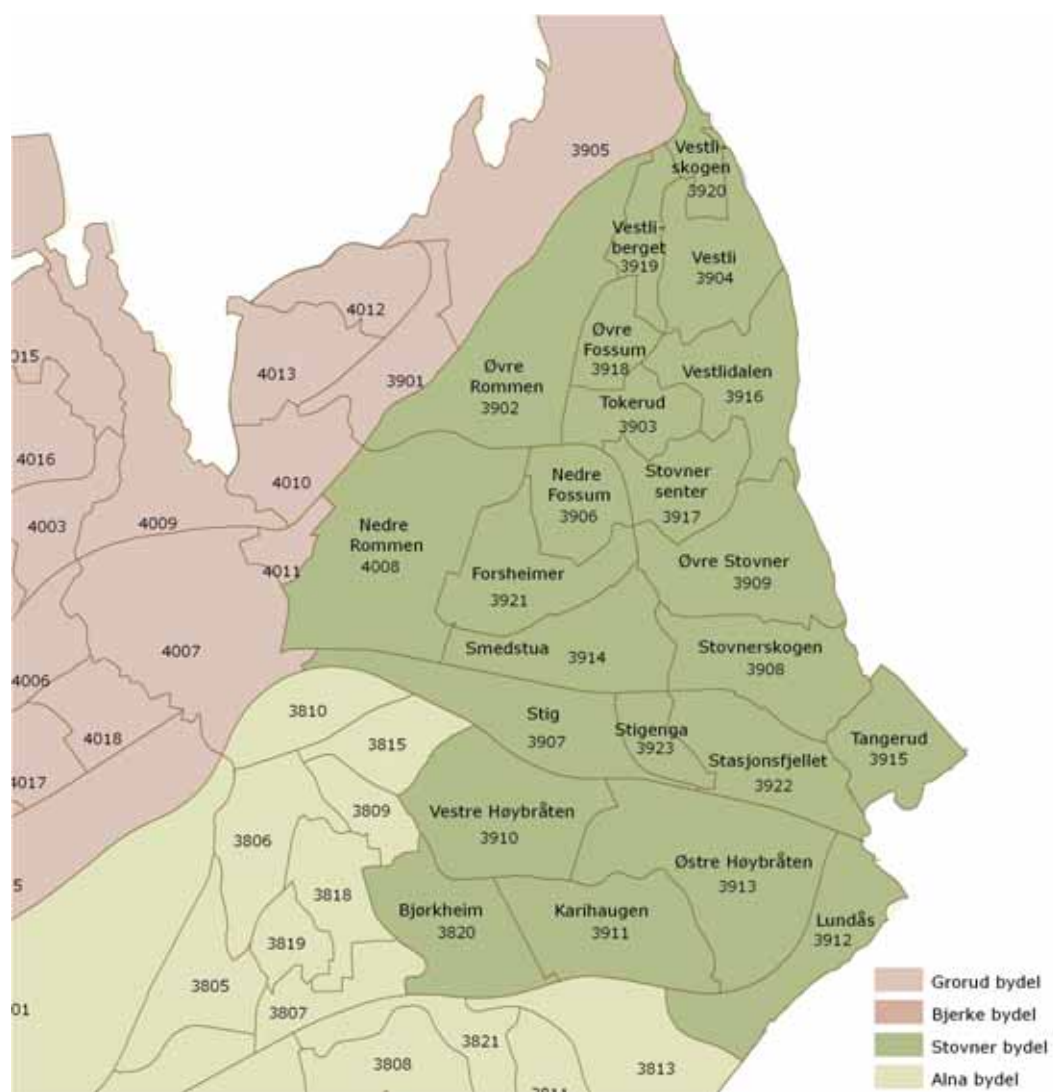 3905
Vestli-
skogen
3920
Vestli-
berget
3919
Vestli
3904
4012
4013
3901
Øvre
Fossum
3918
Øvre
Rommen
3902
Vestlidalen
3916
Tokerud
3903
015
4016
4003
4009
4010
4011
Nedre
Fossum
3906
Stovner
senter
3917
Nedre
Rommen
4008
Forsheimer
3921
Øvre Stovner
3909
4007
4006
4018
4017
Smedstua 3914
Stovnerskogen
3908
3810
3815
Stig
3907
Stigenga
3923
Stasjonsfjellet
3922
Tangerud
3915
3809
3806
Vestre Høybråten
3910
Østre Høybråten
3913
3818
Bjørkheim
3820
Karihaugen
3911
Lundås
3912
5
3819
3805
3807
01
3821
3808
3813
Grorud bydel
Bjerke bydel
Stovner bydel
Alna bydel